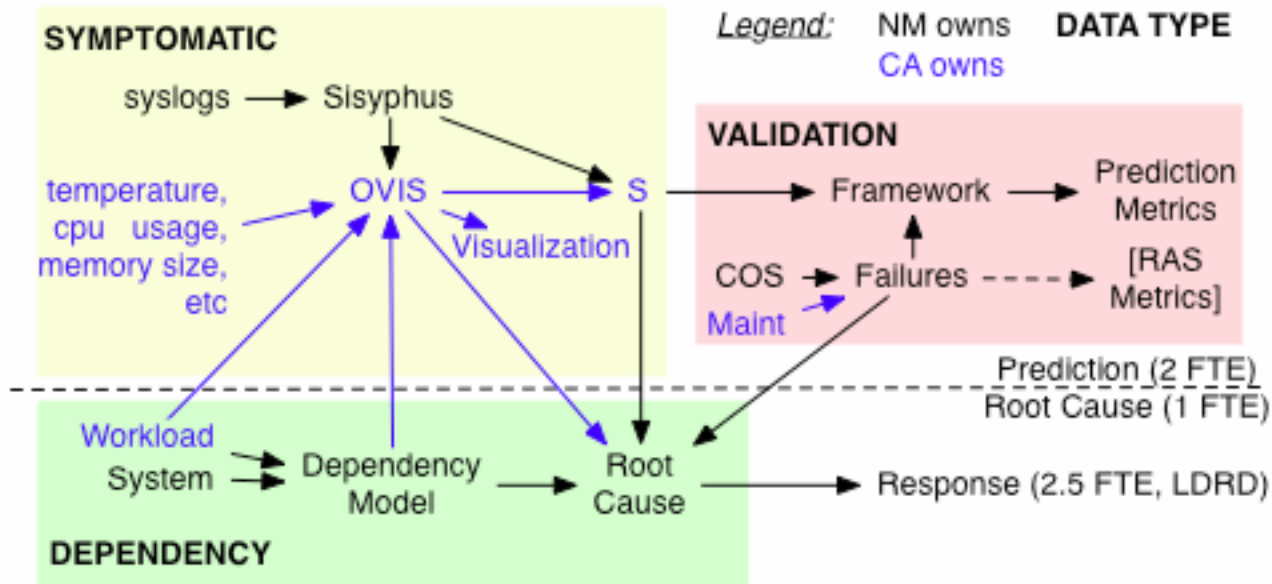 SYMPTOMATIC
Legend: NM owns DATA TYPE
CA owns
syslogs Sisyphus
VALIDATION
temperature,
cpu usage,
memory size,
etc
OVIS S Framework
Prediction
Metrics
Visualization
COS Failures
[RAS
Metrics]
Maint
Prediction (2 FTE)
Root Cause (1 FTE)
Workload
System
Dependency
Model
Root
Cause
Response (2.5 FTE, LDRD)
DEPENDENCY